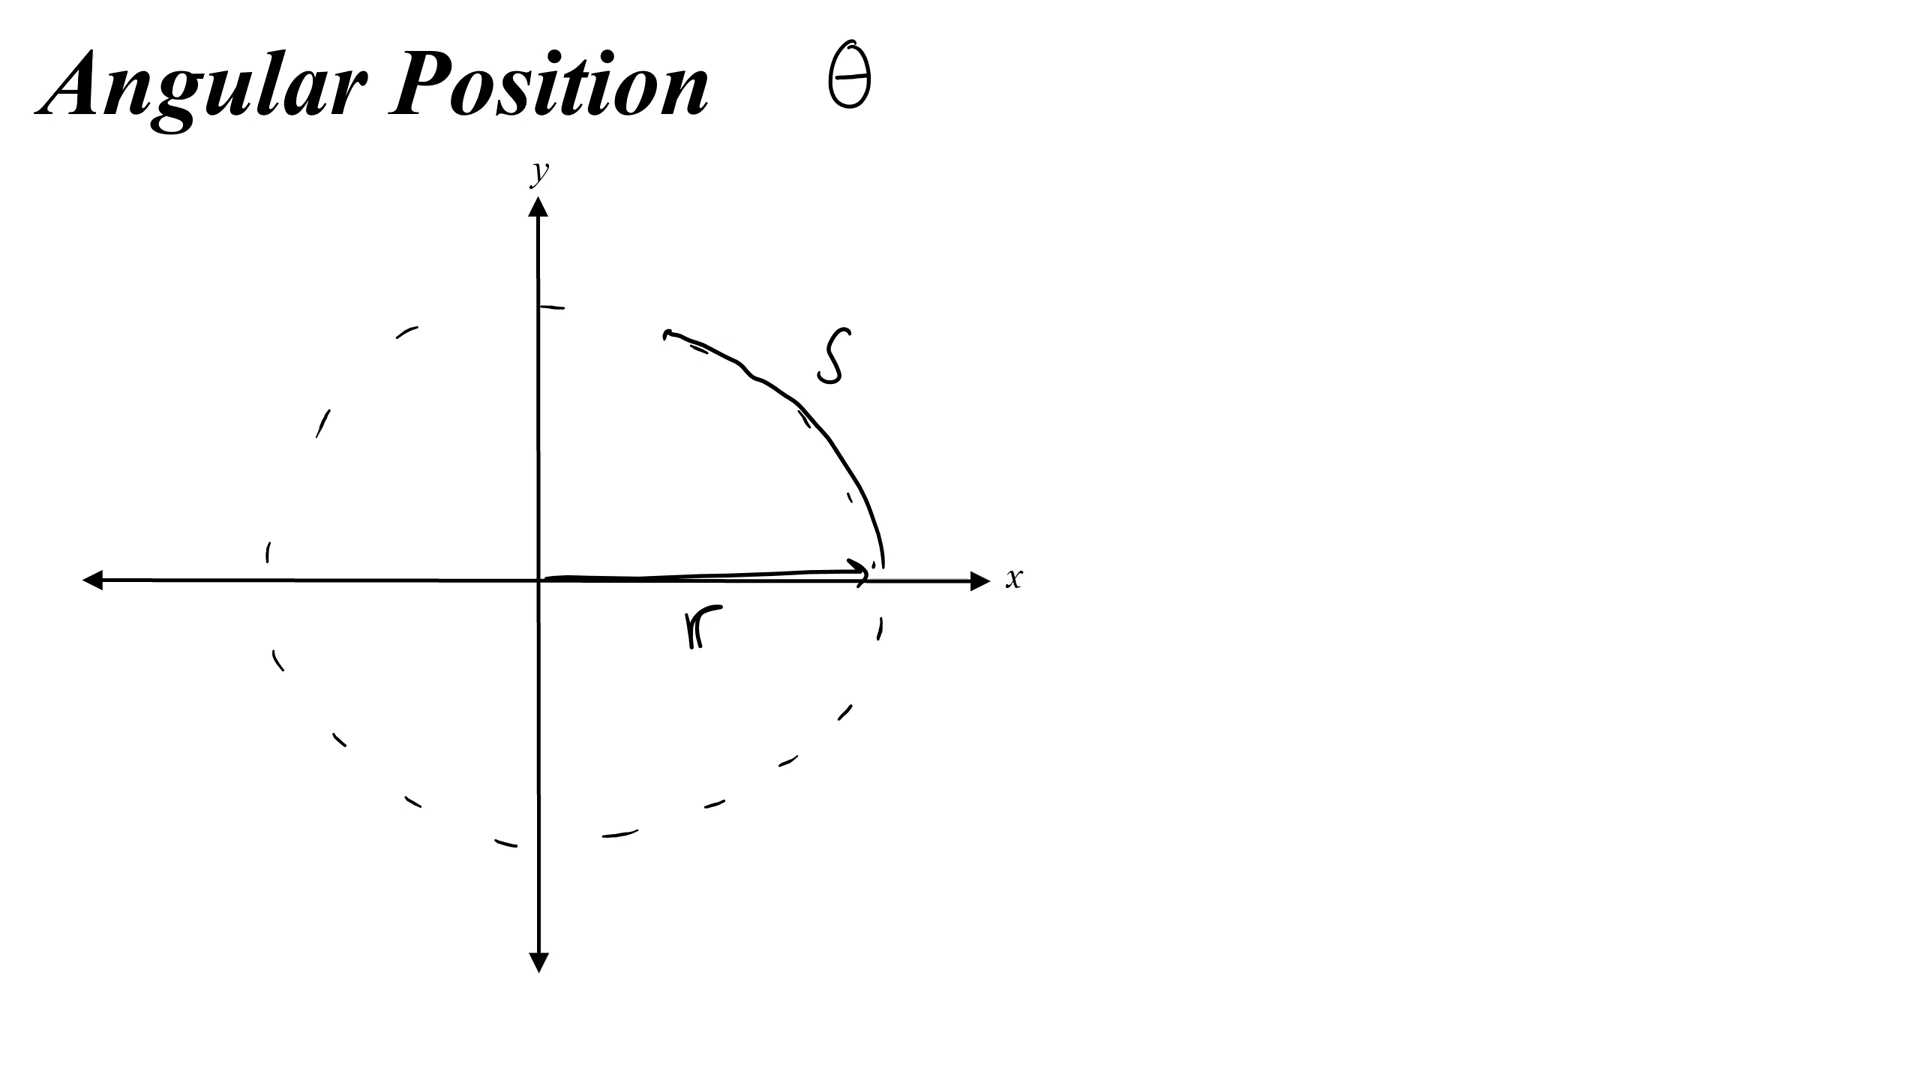 Angular Position θ
y
S
x
r